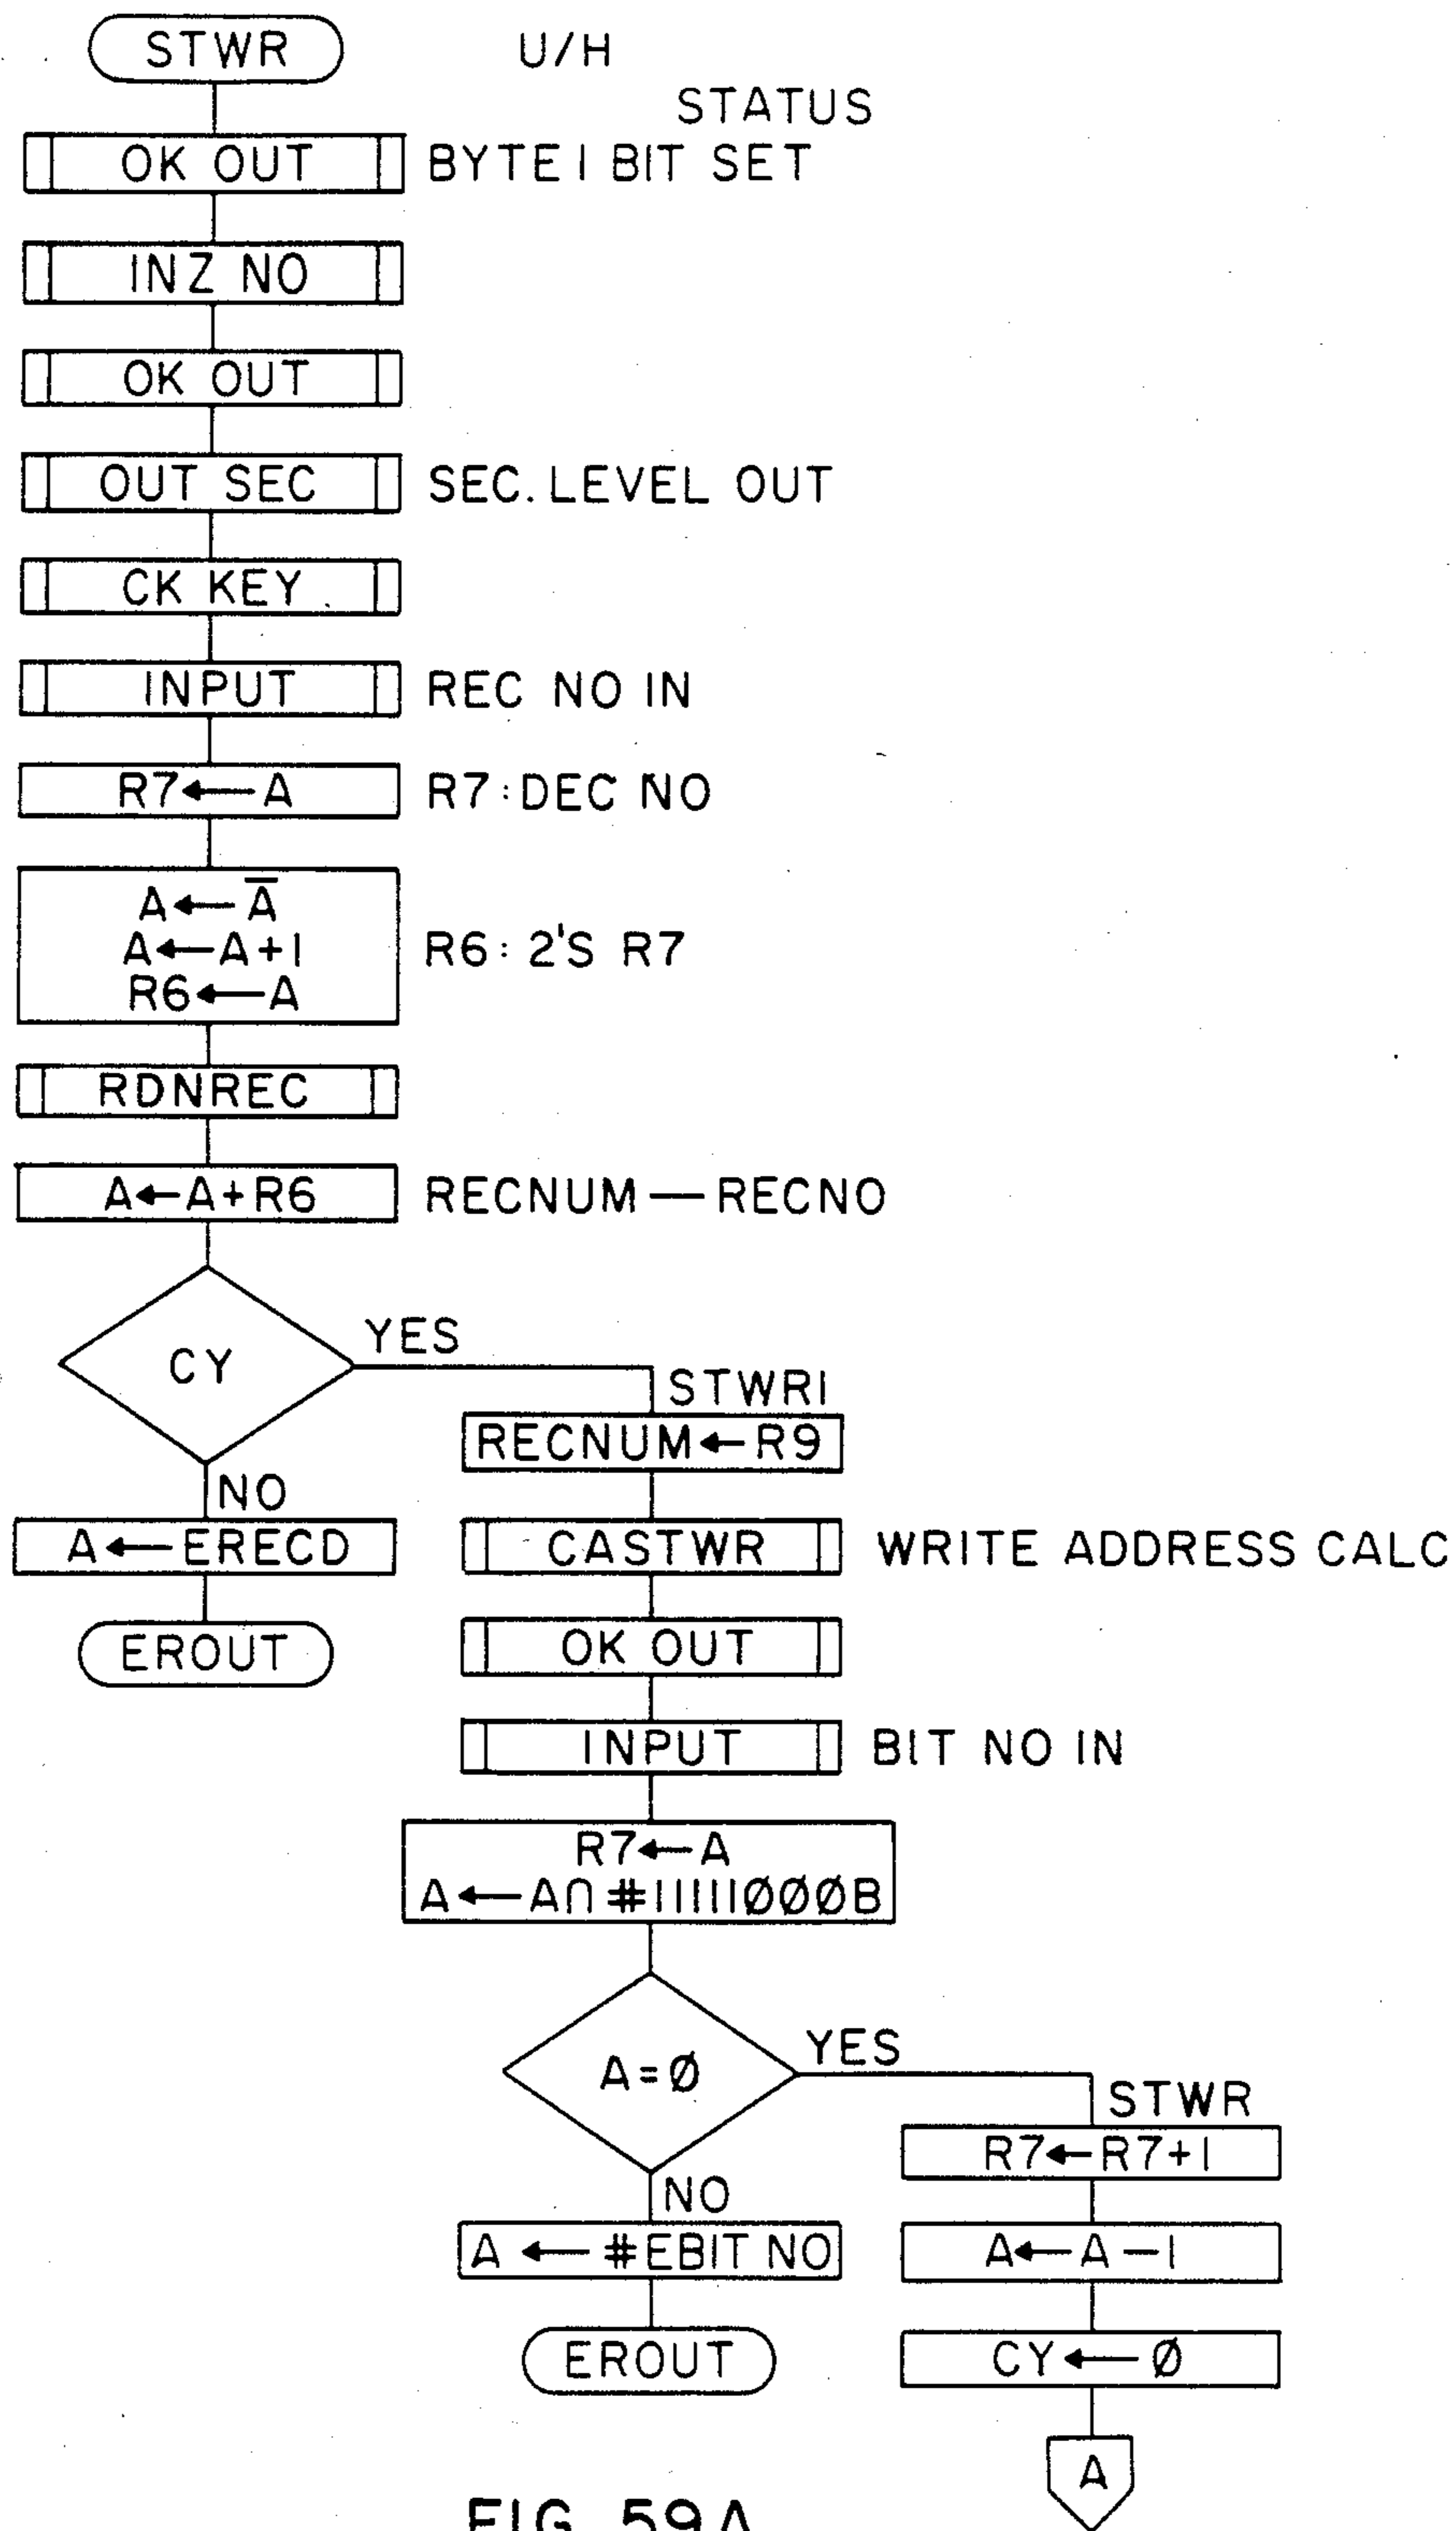 STWR
U/H
STATUS
OK OUT
BYTE 1 BIT SET
INZ NO
OK OUT
OUT SEC
SEC. LEVEL OUT
CK KEY
INPUT
REC NO IN
R7←A
R7:DEC NO
A←A̅
A←A+1
R6←A
R6: 2'S R7
RDNREC
A←A+R6
RECNUM—RECNO
CY
YES
NO
A←ERECD
EROUT
STWR1
RECNUM←R9
CASTWR
WRITE ADDRESS CALC
OK OUT
INPUT
BIT NO IN
R7←A
A←A∩#11111ØØØB
A=Ø
YES
NO
A ← #EBIT NO
EROUT
STWR
R7←R7+1
A←A−1
CY←Ø
A
FIG. 59A